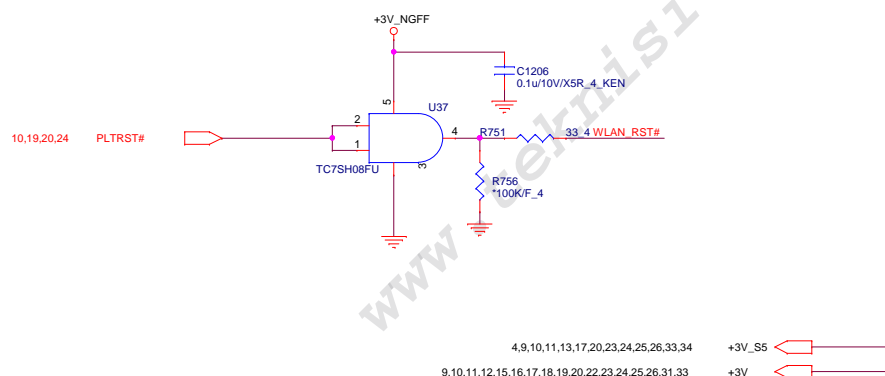 +3V_NGFF
C1206
0.1u/10V/X5R_4_KEN
5
U37
10,19,20,24 PLTRST#
2
1
4
3
R751 33_4 WLAN_RST#
TC7SH08FU
R756
*100K/F_4
www.teknisi
4,9,10,11,13,17,20,23,24,25,26,33,34 +3V_S5
9,10,11,12,15,16,17,18,19,20,22,23,24,25,26,31,33 +3V